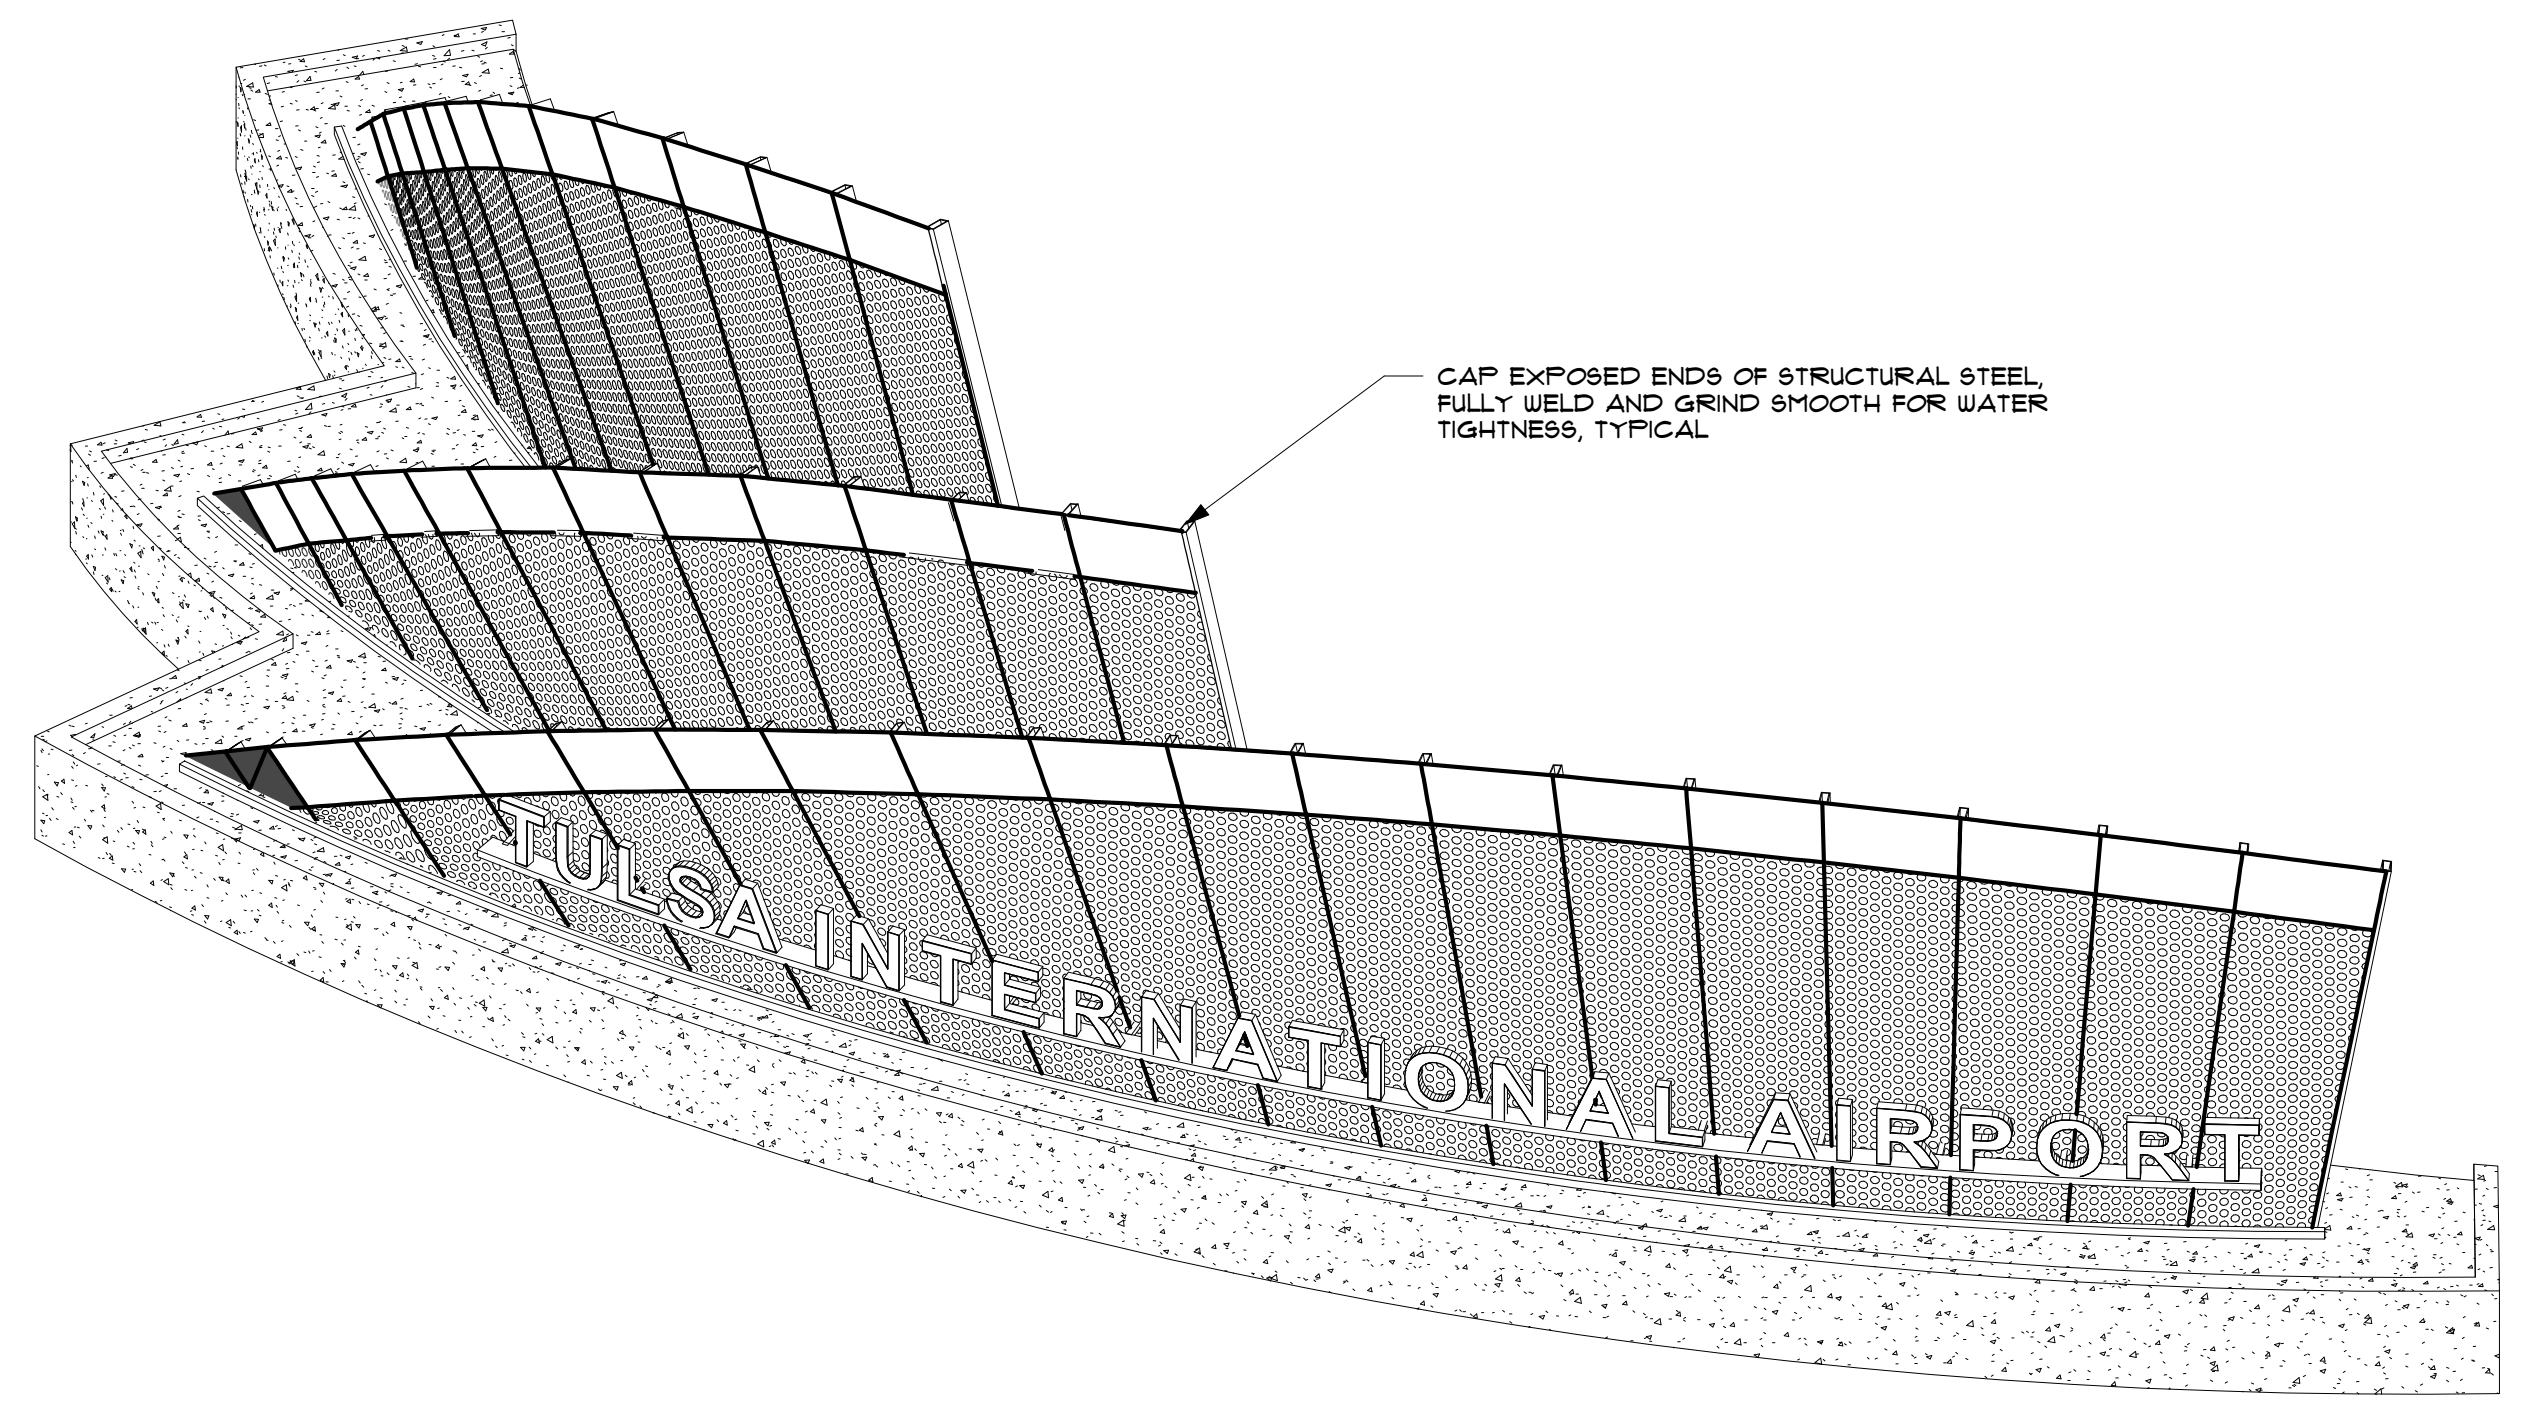 CAP EXPOSED ENDS OF STRUCTURAL STEEL,
FULLY WELD AND GRIND SMOOTH FOR WATER
TIGHTNESS, TYPICAL
TULSA INTERNATIONAL AIRPORT